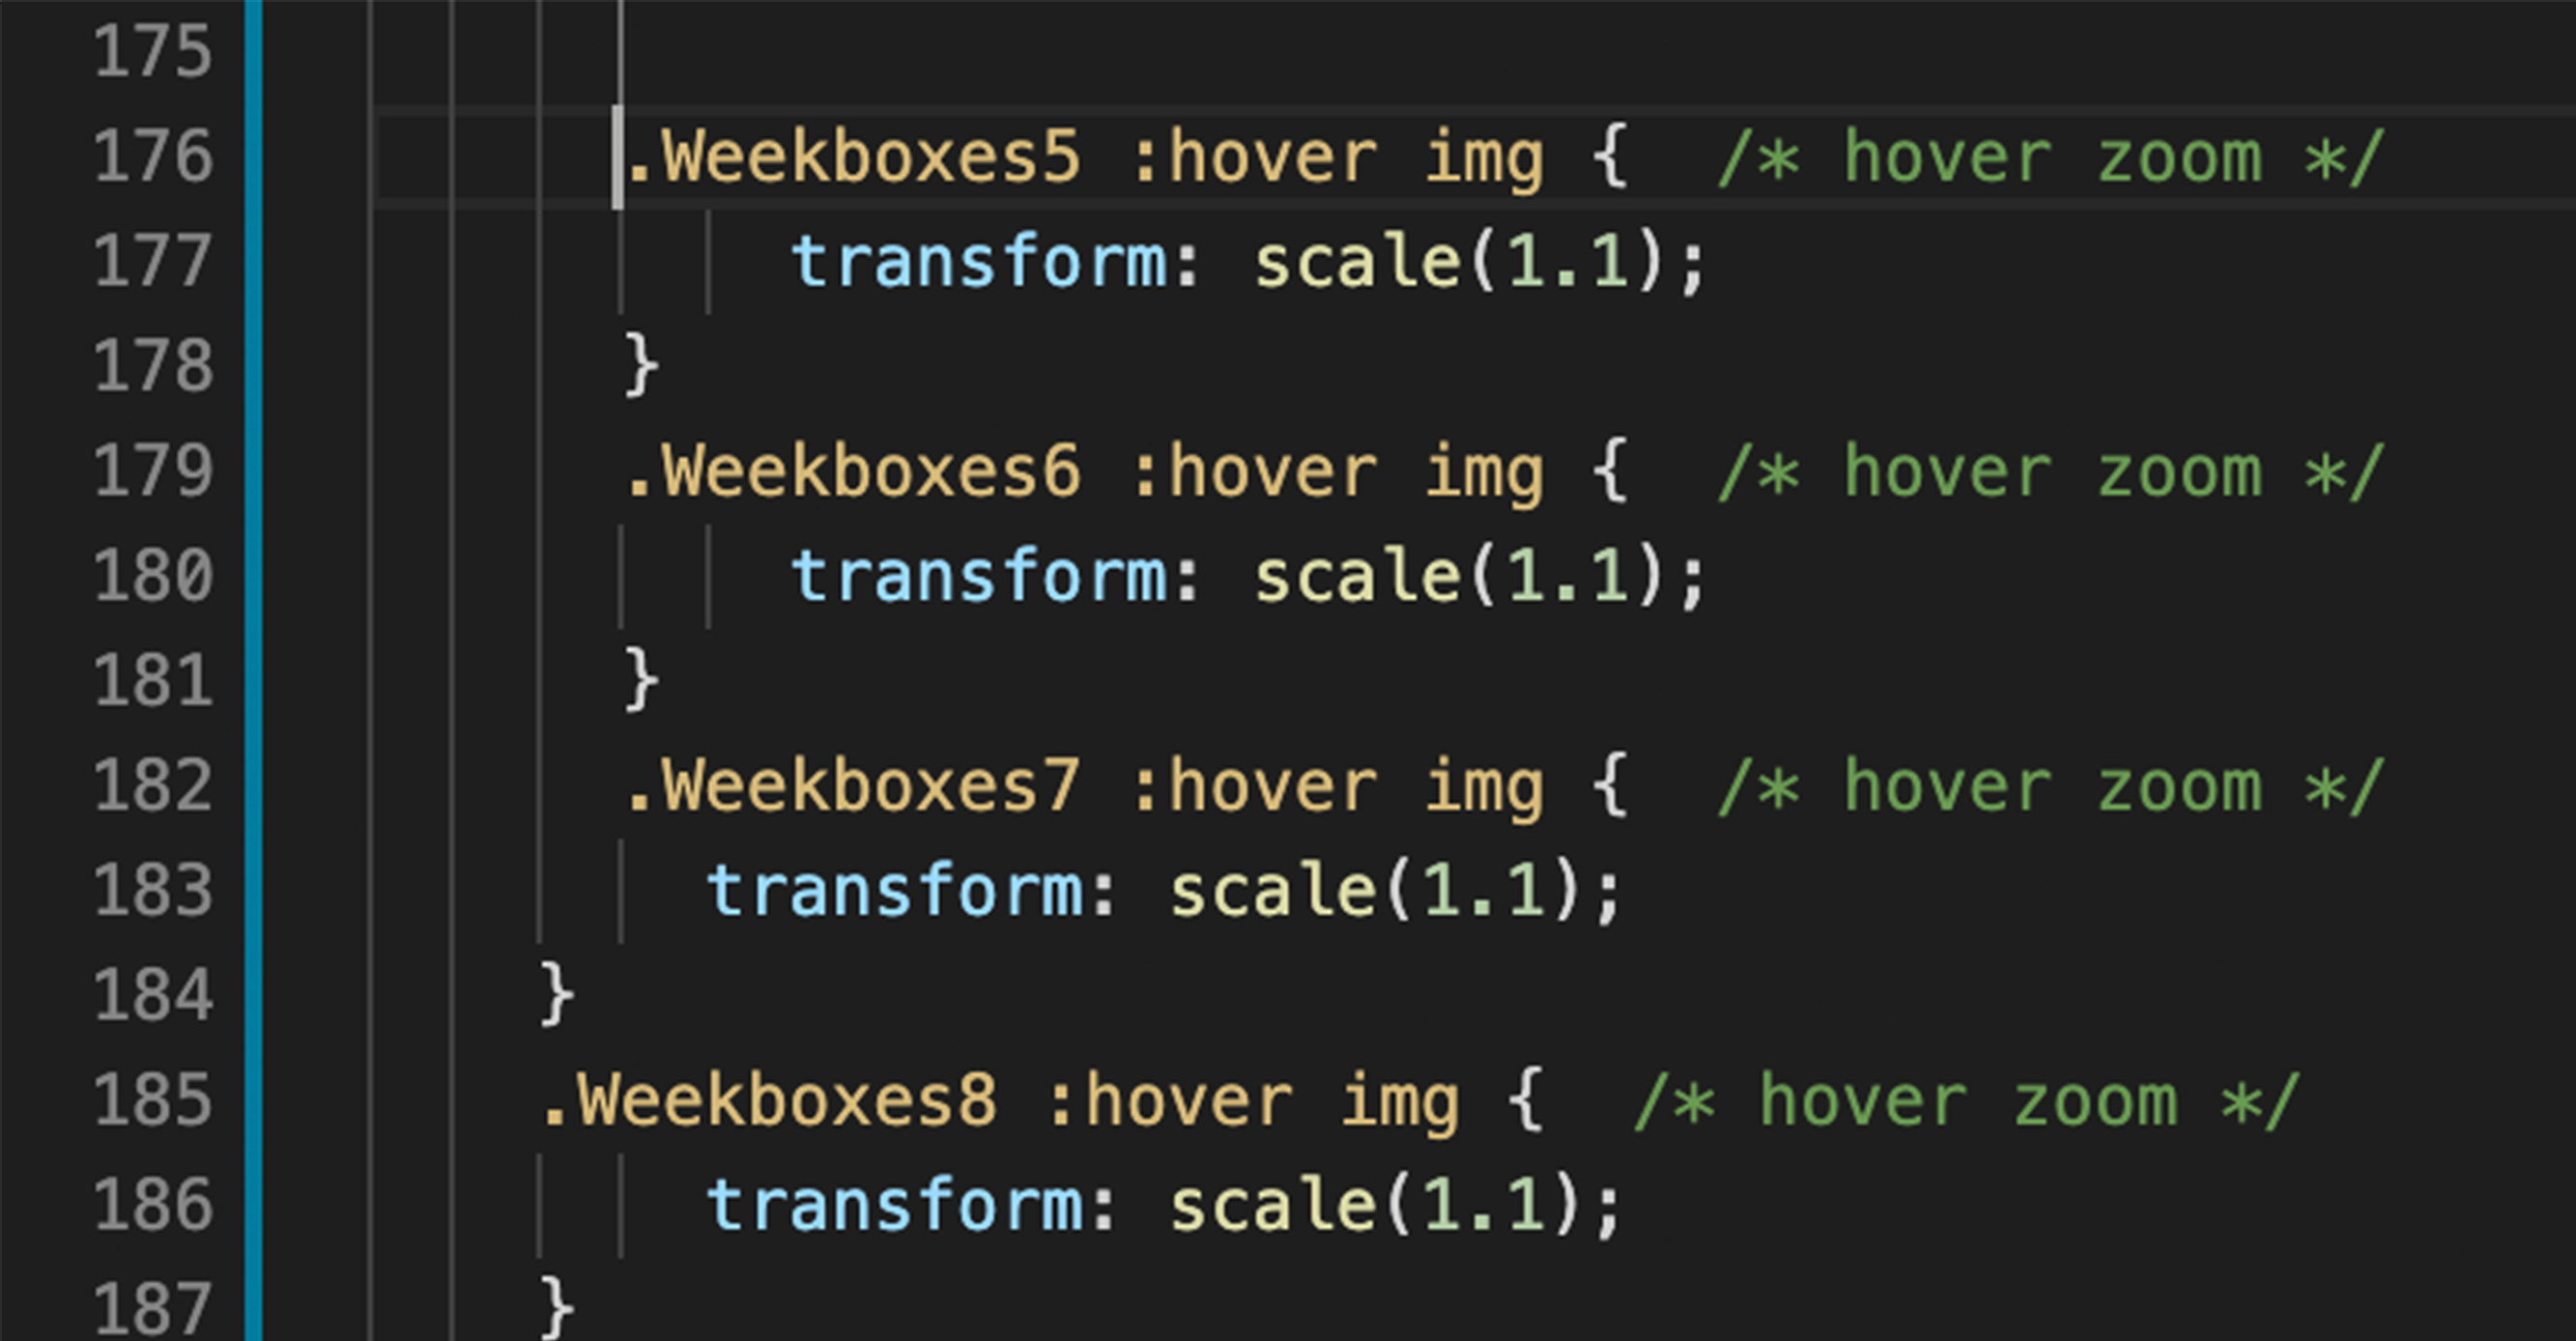 175
176 .Weekboxes5 :hover img {  /* hover zoom */
177 transform: scale(1.1);
178 }
179 .Weekboxes6 :hover img {  /* hover zoom */
180 transform: scale(1.1);
181 }
182 .Weekboxes7 :hover img {  /* hover zoom */
183 transform: scale(1.1);
184 }
185 .Weekboxes8 :hover img {  /* hover zoom */
186 transform: scale(1.1);
187 }